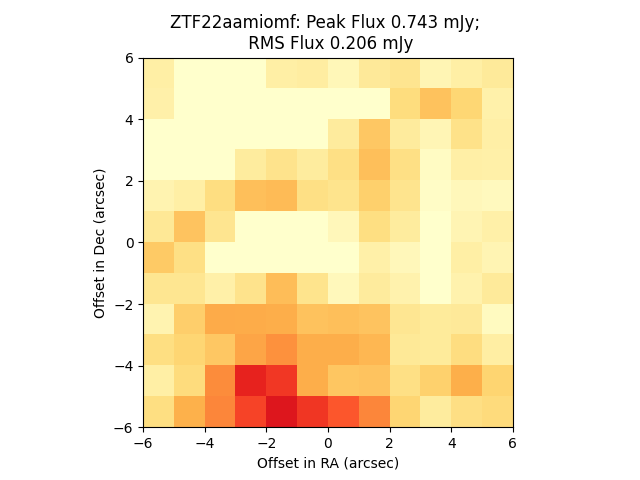 ZTF22aamiomf: Peak Flux 0.743 mJy;
RMS Flux 0.206 mJy
6
4
2
0
−2
−4
−6
Offset in Dec (arcsec)
−6 −4 −2 0 2 4 6
Offset in RA (arcsec)